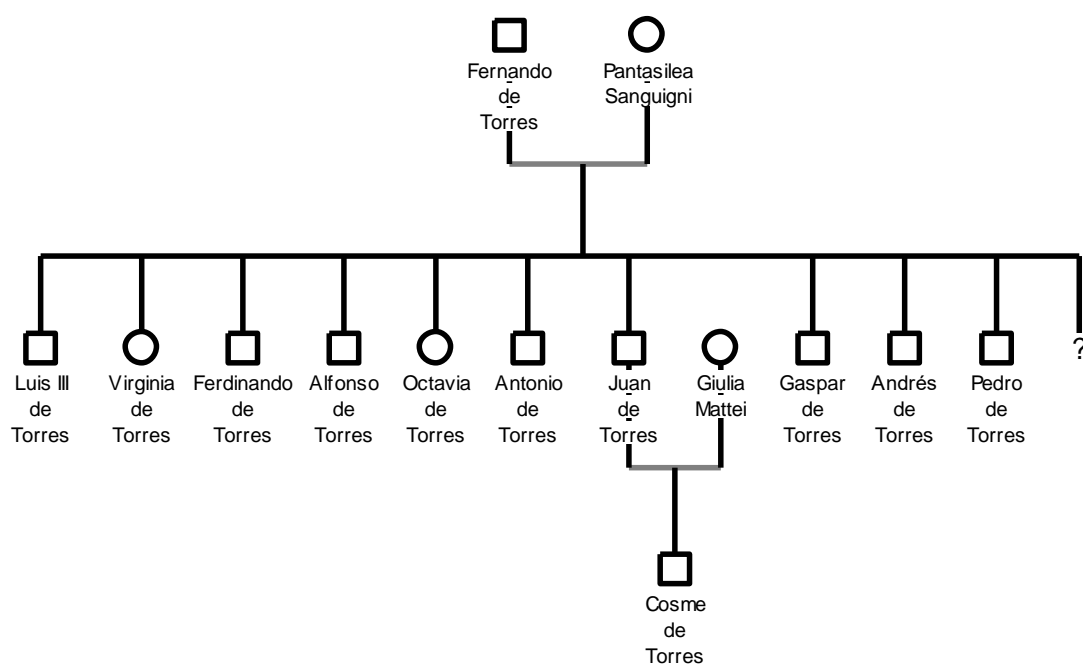 Fernando
de
Torres
Pantasilea
Sanguigni
?
Luis III
de
Torres
Virginia
de
Torres
Ferdinando
de
Torres
Alfonso
de
Torres
Octavia
de
Torres
Antonio
de
Torres
Juan
de
Torres
Giulia
Mattei
Gaspar
de
Torres
Andrés
de
Torres
Pedro
de
Torres
Cosme
de
Torres